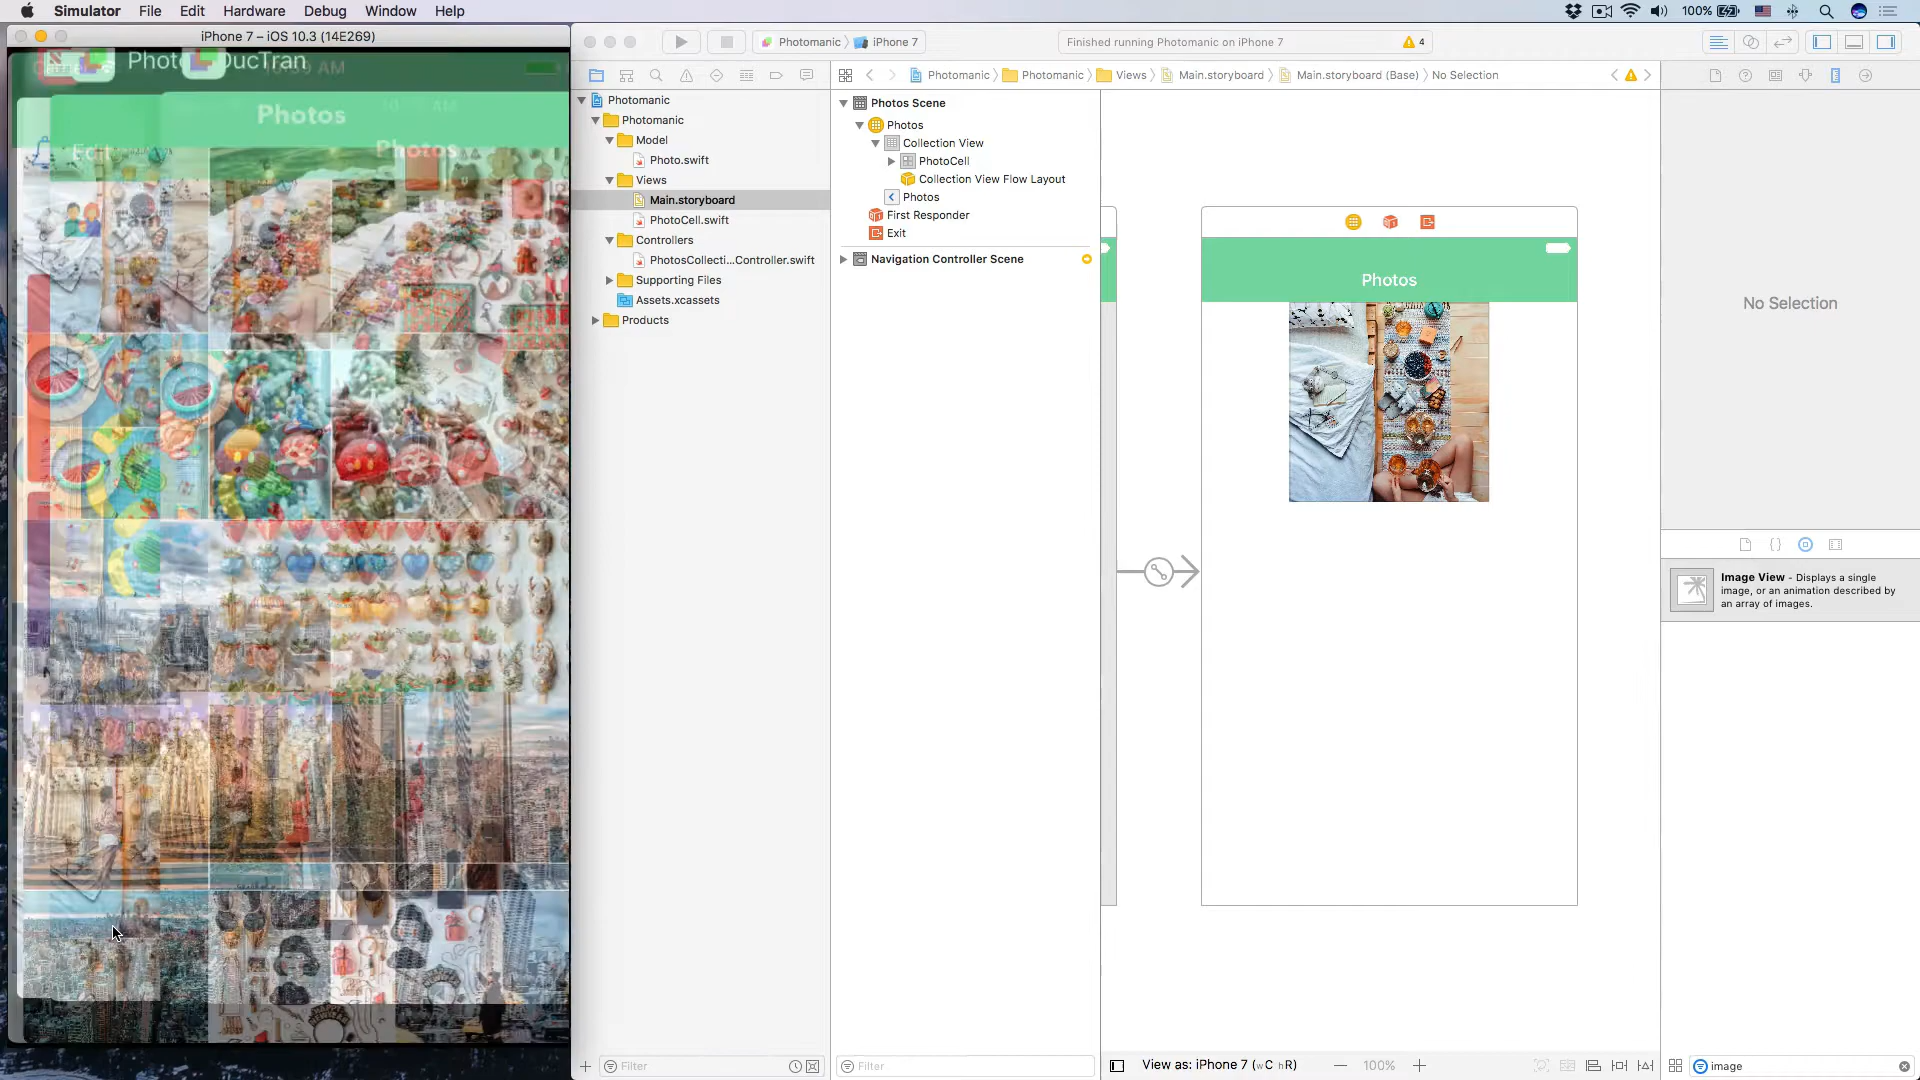 Simulator File Edit Hardware Debug Window Help
100%
iPhone 7 – iOS 10.3 (14E269)
Photos
Edit
Photos
Photomanic
iPhone 7
Finished running Photomanic on iPhone 7
4
Photomanic
Photomanic
Views
Main.storyboard
Main.storyboard (Base)
No Selection
Photomanic
Photomanic
Model
Photo.swift
Views
Main.storyboard
PhotoCell.swift
Controllers
PhotosCollecti...Controller.swift
Supporting Files
Assets.xcassets
Products
Filter
Photos Scene
Photos
Collection View
PhotoCell
Collection View Flow Layout
Photos
First Responder
Exit
Navigation Controller Scene
Filter
Photos
View as: iPhone 7 (wC hR)
100%
No Selection
Image View - Displays a single
image, or an animation described by
an array of images.
image